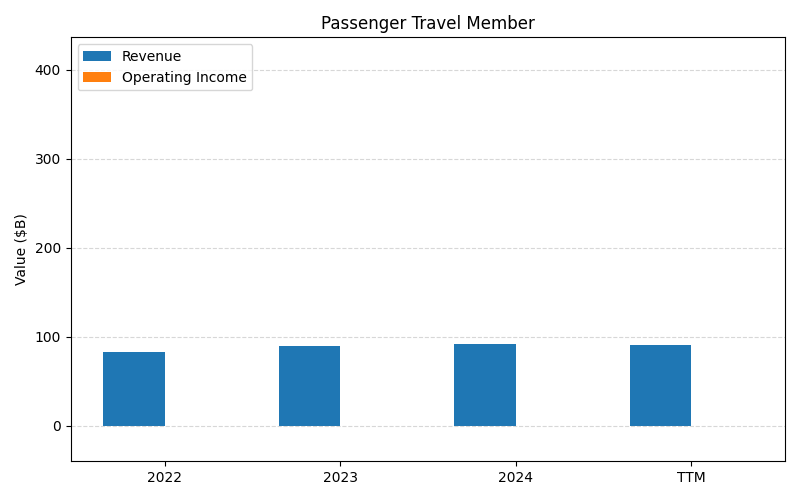 Passenger Travel Member
Revenue
Operating Income
400
300
200
100
0
Value ($B)
2022
2023
2024
TTM